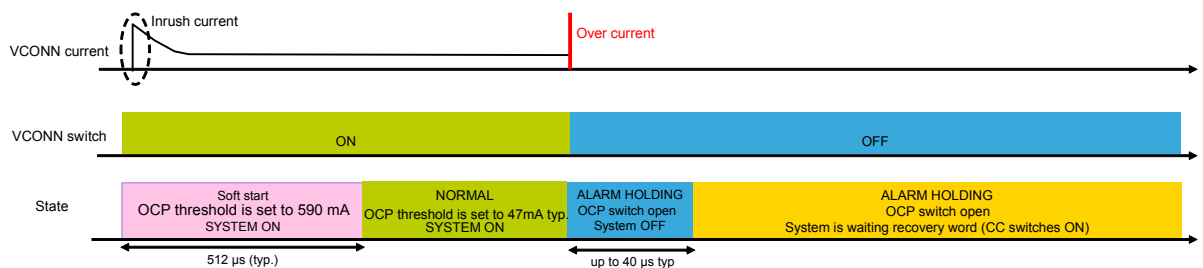 Inrush current
VCONN current
Over current
VCONN switch
ON
OFF
State
Soft start
OCP threshold is set to 590 mA
SYSTEM ON
NORMAL
OCP threshold is set to 47mA typ.
SYSTEM ON
ALARM HOLDING
OCP switch open
System OFF
ALARM HOLDING
OCP switch open
System is waiting recovery word (CC switches ON)
512 µs (typ.)
up to 40 µs typ